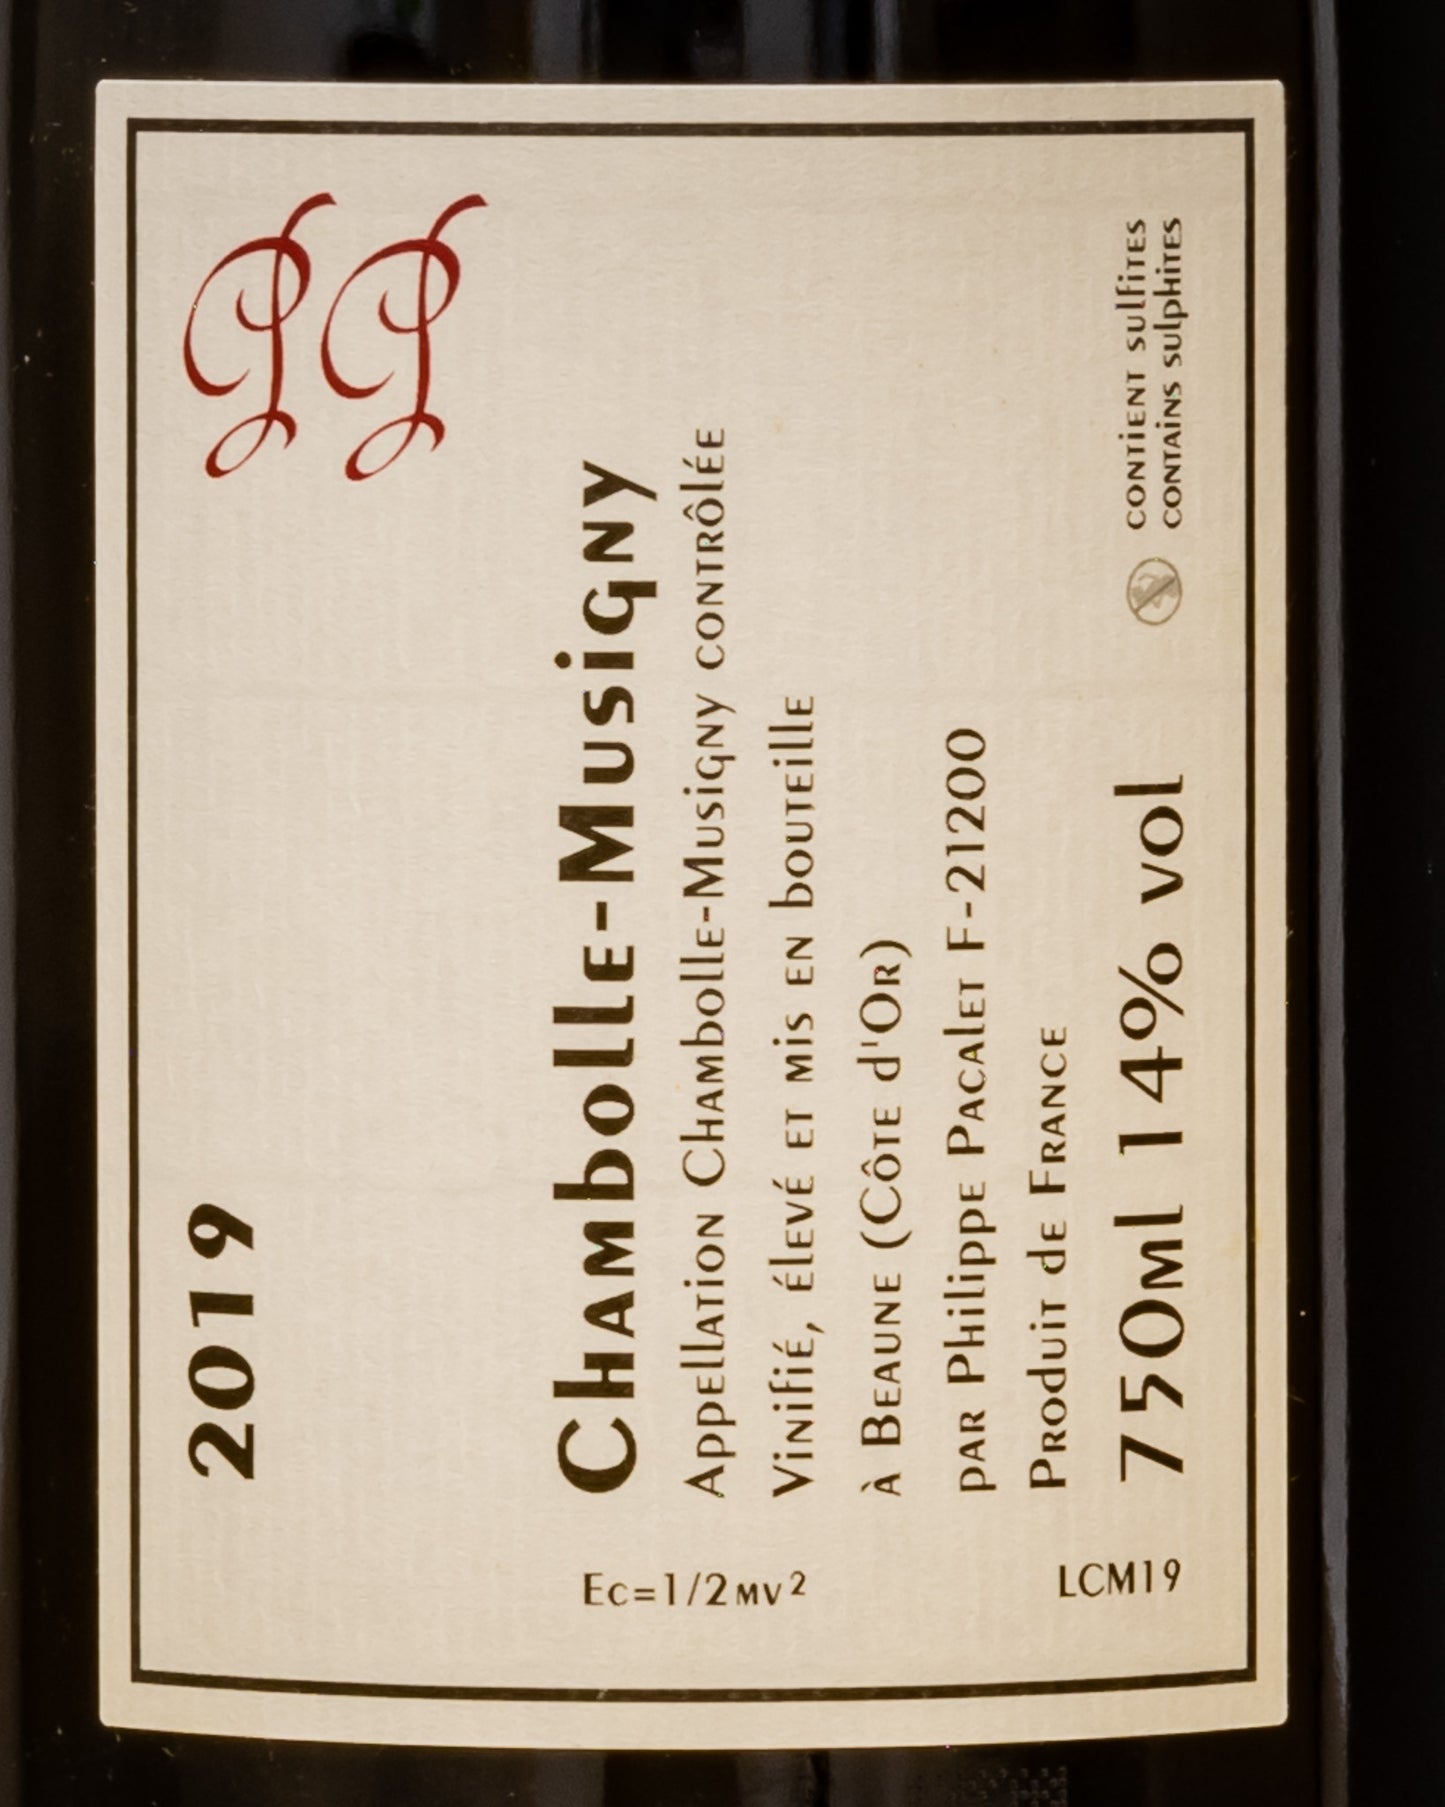 2019
Chambolle-Musigny
Appellation Chambolle-Musigny contrôlée
Vinifié, élevé et mis en bouteille
à Beaune (Côte d'Or)
par Philippe Pacalet F-21200
Produit de France
750ml 14% vol
contient sulfites
contains sulphites
Ec=1/2mv²
LCM19